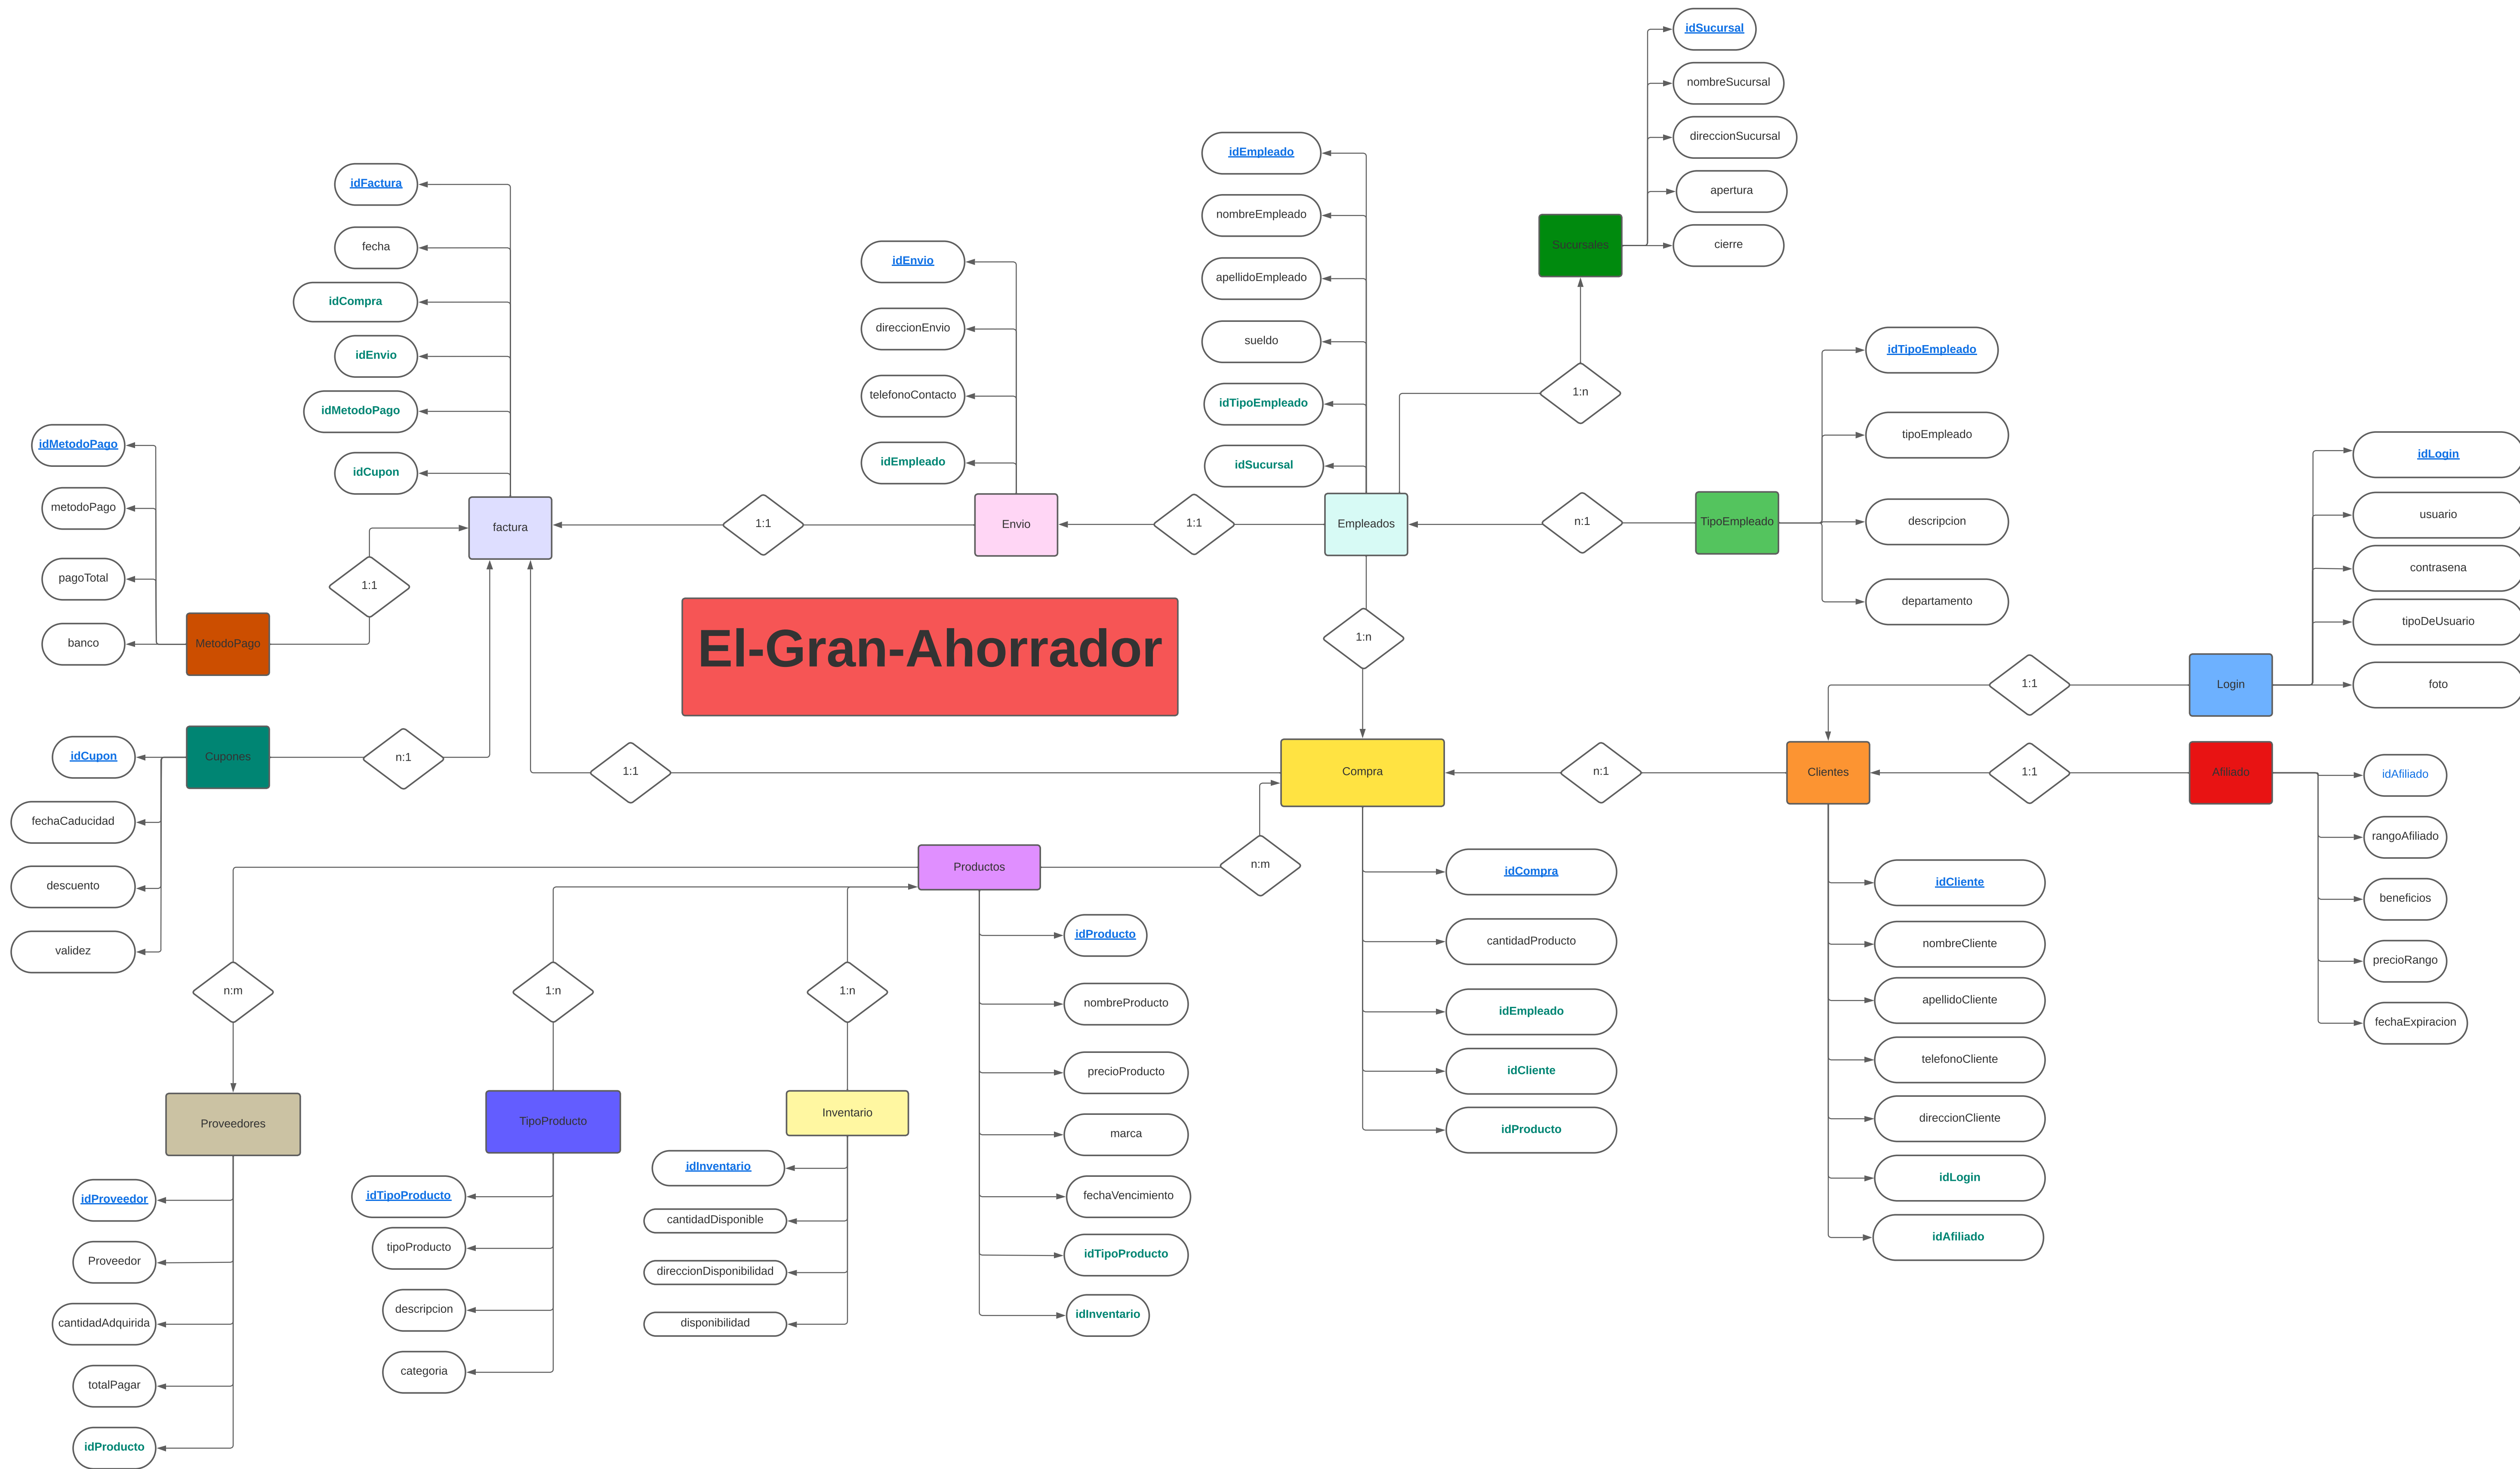 idSucursal
nombreSucursal
direccionSucursal
apertura
cierre
Sucursales
1:n
idEmpleado
nombreEmpleado
apellidoEmpleado
sueldo
idTipoEmpleado
idSucursal
Empleados
idFactura
fecha
idCompra
idEnvio
idMetodoPago
idCupon
factura
1:1
idEnvio
direccionEnvio
telefonoContacto
idEmpleado
Envio
1:1
n:1
TipoEmpleado
idTipoEmpleado
tipoEmpleado
descripcion
departamento
idMetodoPago
metodoPago
pagoTotal
banco
MetodoPago
1:1
El-Gran-Ahorrador
1:n
idLogin
usuario
contrasena
tipoDeUsuario
foto
Login
1:1
idCupon
fechaCaducidad
descuento
validez
Cupones
n:1
1:1
Compra
n:1
Clientes
1:1
Afiliado
idAfiliado
rangoAfiliado
beneficios
precioRango
fechaExpiracion
Productos
n:m
idCompra
cantidadProducto
idEmpleado
idCliente
idProducto
idCliente
nombreCliente
apellidoCliente
telefonoCliente
direccionCliente
idLogin
idAfiliado
n:m
1:n
1:n
idProducto
nombreProducto
precioProducto
marca
fechaVencimiento
idTipoProducto
idInventario
Proveedores
idProveedor
Proveedor
cantidadAdquirida
totalPagar
idProducto
TipoProducto
idTipoProducto
tipoProducto
descripcion
categoria
Inventario
idInventario
cantidadDisponible
direccionDisponibilidad
disponibilidad